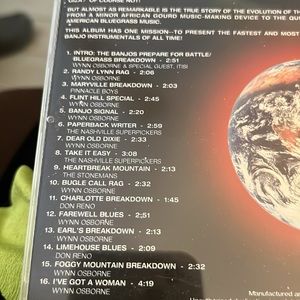 BUT ALMOST AS REMARKABLE IS THE TRUE STORY OF THE EVOLUTION OF THE
FROM A MINOR AFRICAN GOURD MUSIC-MAKING DEVICE TO THE
AMERICAN BLUEGRASS MUSIC.
THIS ALBUM HAS ONE MISSION–TO PRESENT THE FASTEST AND MOST
BANJO INSTRUMENTALS OF ALL TIME!
1. INTRO: THE BANJOS PREPARE FOR BATTLE/
BLUEGRASS BREAKDOWN - 2:51
WYNN OSBORNE & SPECIAL GUEST,
2. RANDY LYNN RAG - 2:08
WYNN OSBORNE
3. MARYVILLE BREAKDOWN - 2:03
PINNACLE BOYS
4. FLINT HILL SPECIAL - 2:45
WYNN OSBORNE
5. BANJO SIGNAL - 2:20
WYNN OSBORNE
6. PAPERBACK WRITER - 2:59
THE NASHVILLE SUPERPICKERS
7. DEAR OLD DIXIE - 2:33
WYNN OSBORNE
8. TAKE IT EASY - 3:08
THE NASHVILLE SUPERPICKERS
9. HEARTBREAK MOUNTAIN - 2:13
THE STONEMANS
10. BUGLE CALL RAG - 2:32
WYNN OSBORNE
11. CHARLOTTE BREAKDOWN - 1:45
DON RENO
12. FAREWELL BLUES - 2:51
WYNN OSBORNE
13. EARL'S BREAKDOWN - 2:13
WYNN OSBORNE
14. LIMEHOUSE BLUES - 2:09
DON RENO
15. FOGGY MOUNTAIN BREAKDOWN - 2:32
WYNN OSBORNE
16. I'VE GOT A WOMAN - 4:19
WYNN OSBORNE
Manufactured a